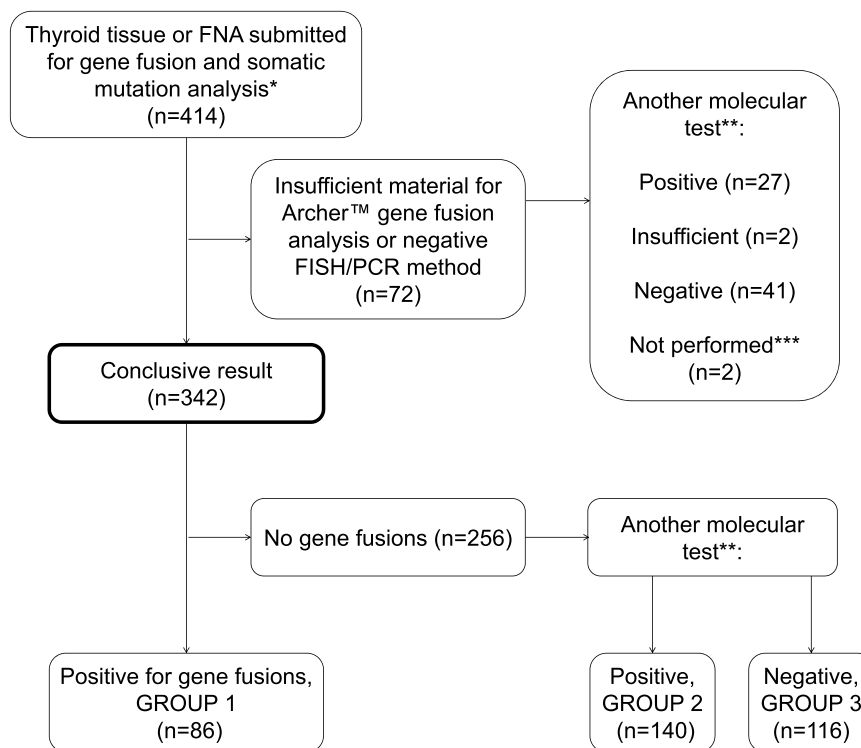 Thyroid tissue or FNA submitted
for gene fusion and somatic
mutation analysis*
(n=414)
Insufficient material for
Archer™ gene fusion
analysis or negative
FISH/PCR method
(n=72)
Another molecular
test**:
Positive (n=27)
Insufficient (n=2)
Negative (n=41)
Not performed***
(n=2)
Conclusive result
(n=342)
No gene fusions (n=256)
Another molecular
test**:
Positive for gene fusions,
GROUP 1
(n=86)
Positive,
GROUP 2
(n=140)
Negative,
GROUP 3
(n=116)